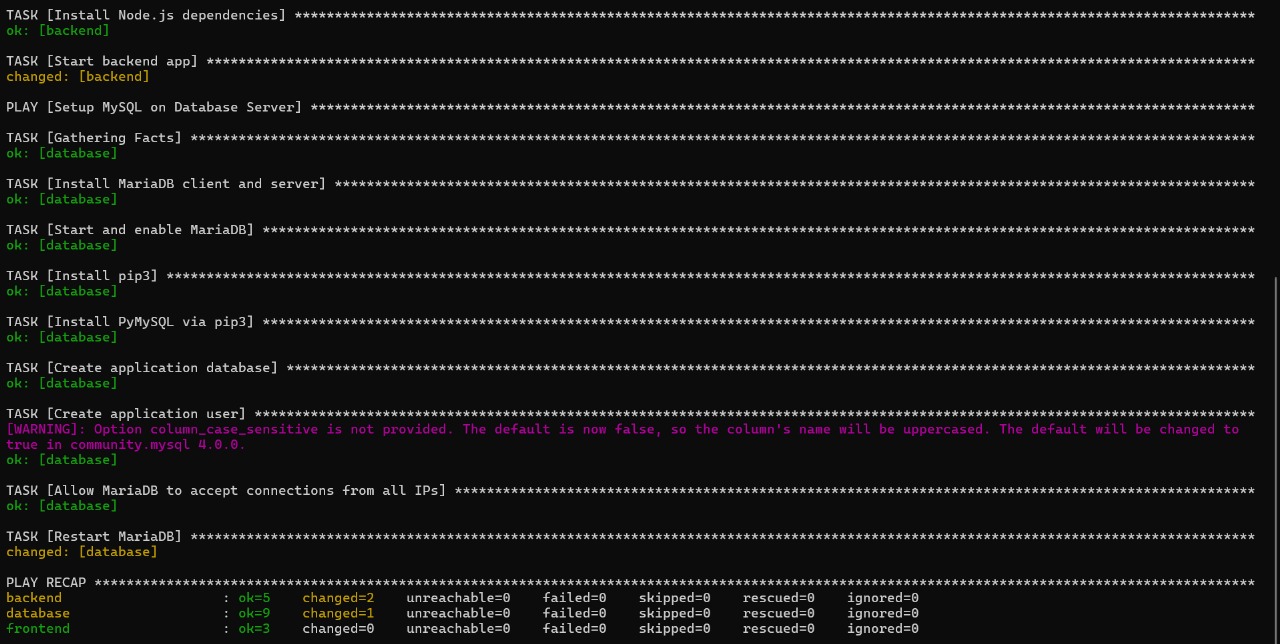 TASK [Install Node.js dependencies] ************************************************************************************************************************
ok: [backend]
TASK [Start backend app] ***********************************************************************************************************************************
changed: [backend]
PLAY [Setup MySQL on Database Server] **********************************************************************************************************************
TASK [Gathering Facts] *************************************************************************************************************************************
ok: [database]
TASK [Install MariaDB client and server] *******************************************************************************************************************
ok: [database]
TASK [Start and enable MariaDB] ****************************************************************************************************************************
ok: [database]
TASK [Install pip3] ****************************************************************************************************************************************
ok: [database]
TASK [Install PyMySQL via pip3] ****************************************************************************************************************************
ok: [database]
TASK [Create application database] *************************************************************************************************************************
ok: [database]
TASK [Create application user] *****************************************************************************************************************************
[WARNING]: Option column_case_sensitive is not provided. The default is now false, so the column's name will be uppercased. The default will be changed to
true in community.mysql 4.0.0.
ok: [database]
TASK [Allow MariaDB to accept connections from all IPs] ****************************************************************************************************
ok: [database]
TASK [Restart MariaDB] *************************************************************************************************************************************
changed: [database]
PLAY RECAP *************************************************************************************************************************************************
backend                    : ok=5    changed=2    unreachable=0    failed=0    skipped=0    rescued=0    ignored=0
database                   : ok=9    changed=1    unreachable=0    failed=0    skipped=0    rescued=0    ignored=0
frontend                   : ok=3    changed=0    unreachable=0    failed=0    skipped=0    rescued=0    ignored=0